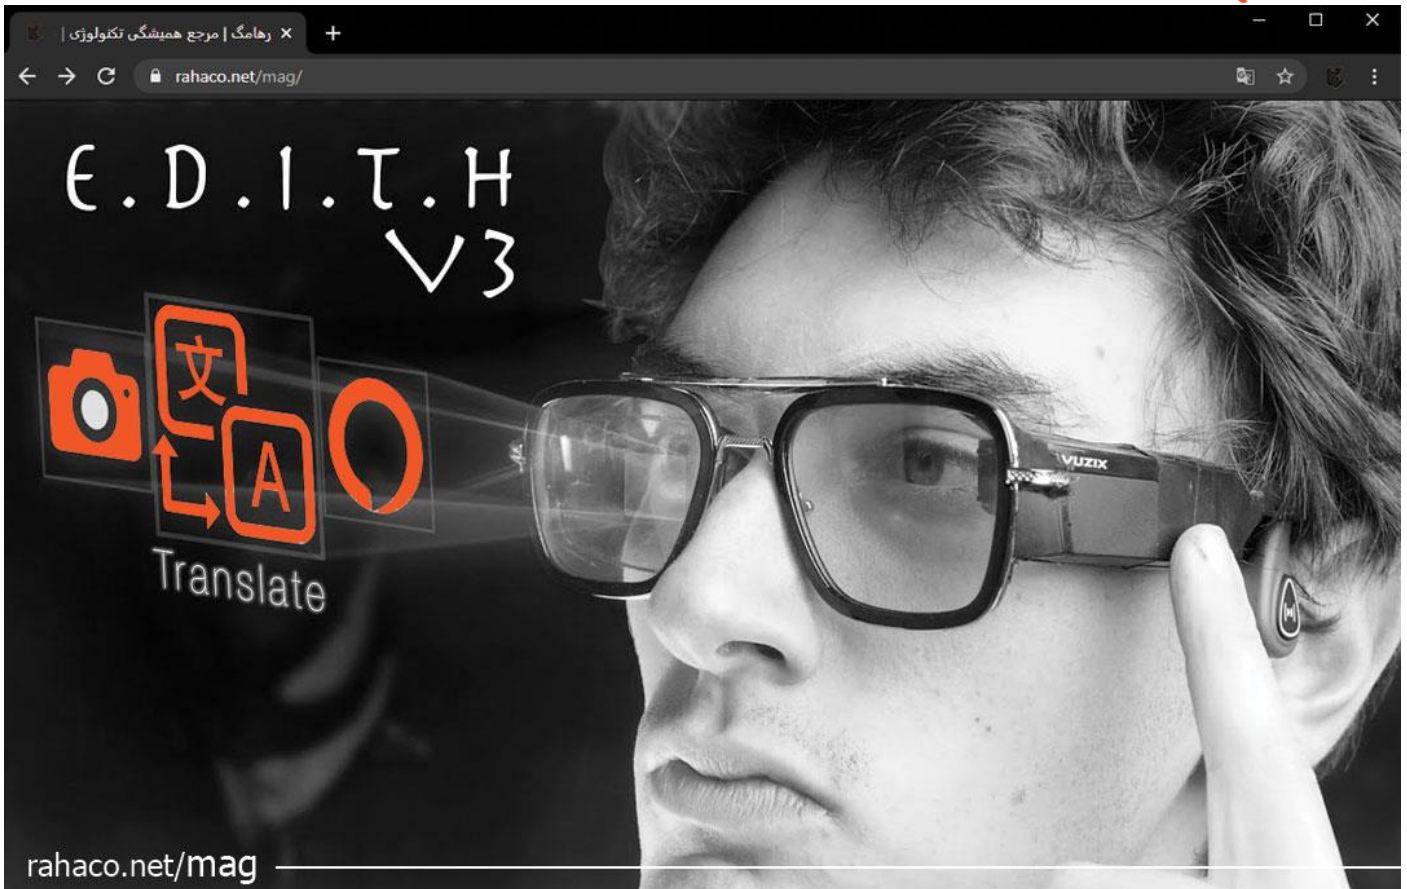 رهامگ | مرجع همیشگی تکنولوژی |
rahaco.net/mag/
E.D.I.T.H
V3
文
A
Translate
VUZIX
rahaco.net/mag